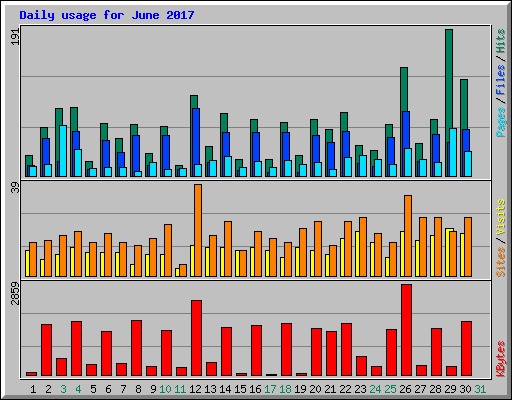 Daily usage for June 2017
191
Pages / Files / Hits
39
Sites / Visits
2859
KBytes
1 2 3 4 5 6 7 8 9 10 11 12 13 14 15 16 17 18 19 20 21 22 23 24 25 26 27 28 29 30 31